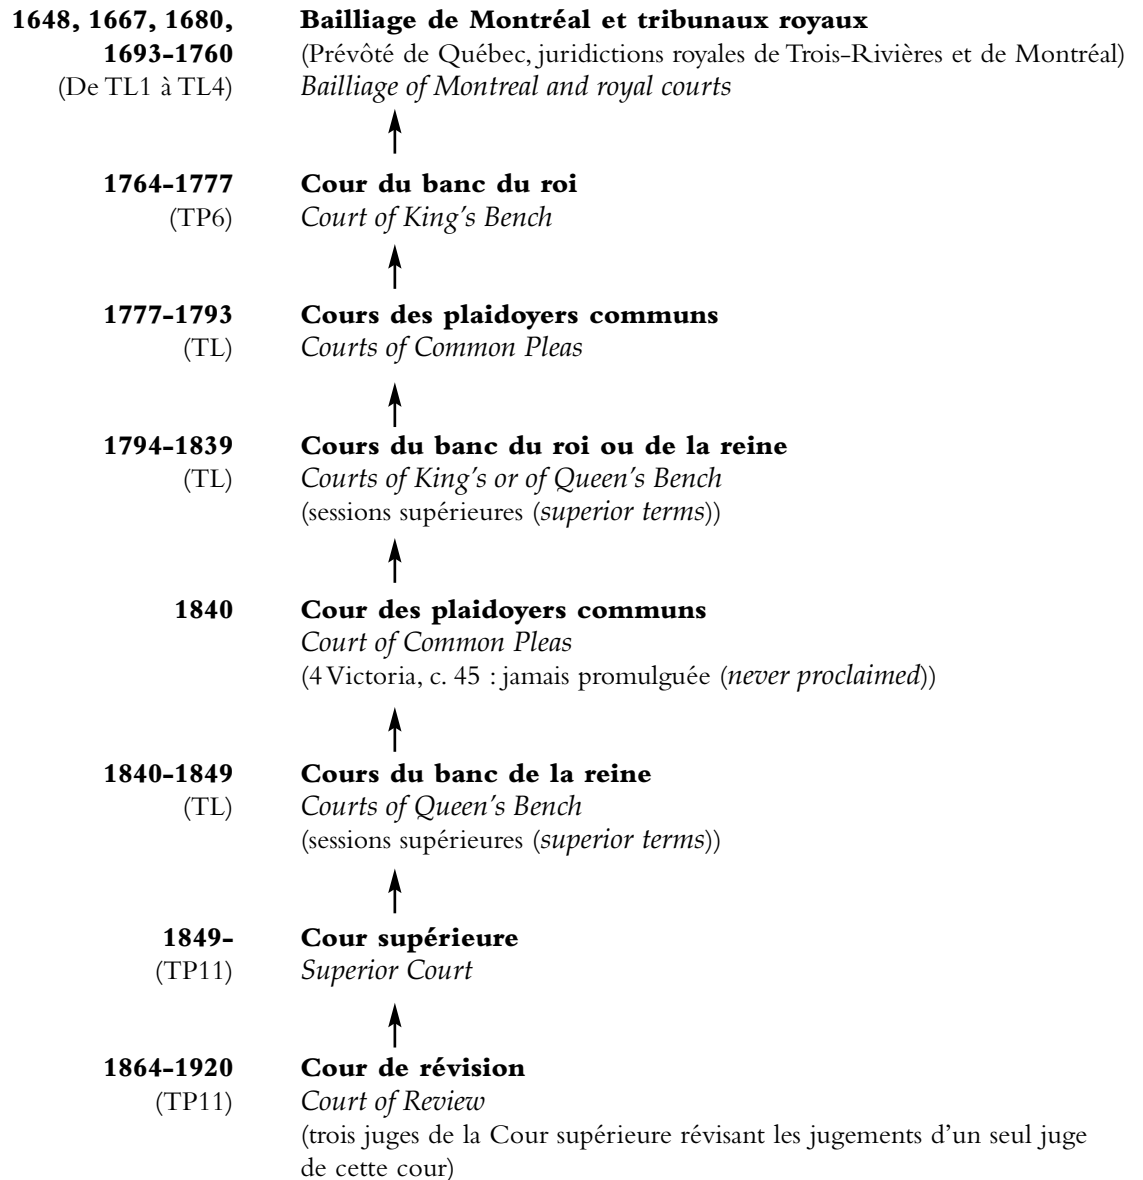 1648, 1667, 1680, Bailliage de Montréal et tribunaux royaux
1693-1760 (Prévôté de Québec, juridictions royales de Trois-Rivières et de Montréal)
(De TL1 à TL4) Bailliage of Montreal and royal courts
1764-1777 Cour du banc du roi
(TP6) Court of King's Bench
1777-1793 Cours des plaidoyers communs
(TL) Courts of Common Pleas
1794-1839 Cours du banc du roi ou de la reine
(TL) Courts of King's or of Queen's Bench
(sessions supérieures (superior terms))
1840 Cour des plaidoyers communs
Court of Common Pleas
(4 Victoria, c. 45 : jamais promulguée (never proclaimed))
1840-1849 Cours du banc de la reine
(TL) Courts of Queen's Bench
(sessions supérieures (superior terms))
1849- Cour supérieure
(TP11) Superior Court
1864-1920 Cour de révision
(TP11) Court of Review
(trois juges de la Cour supérieure révisant les jugements d'un seul juge
de cette cour)